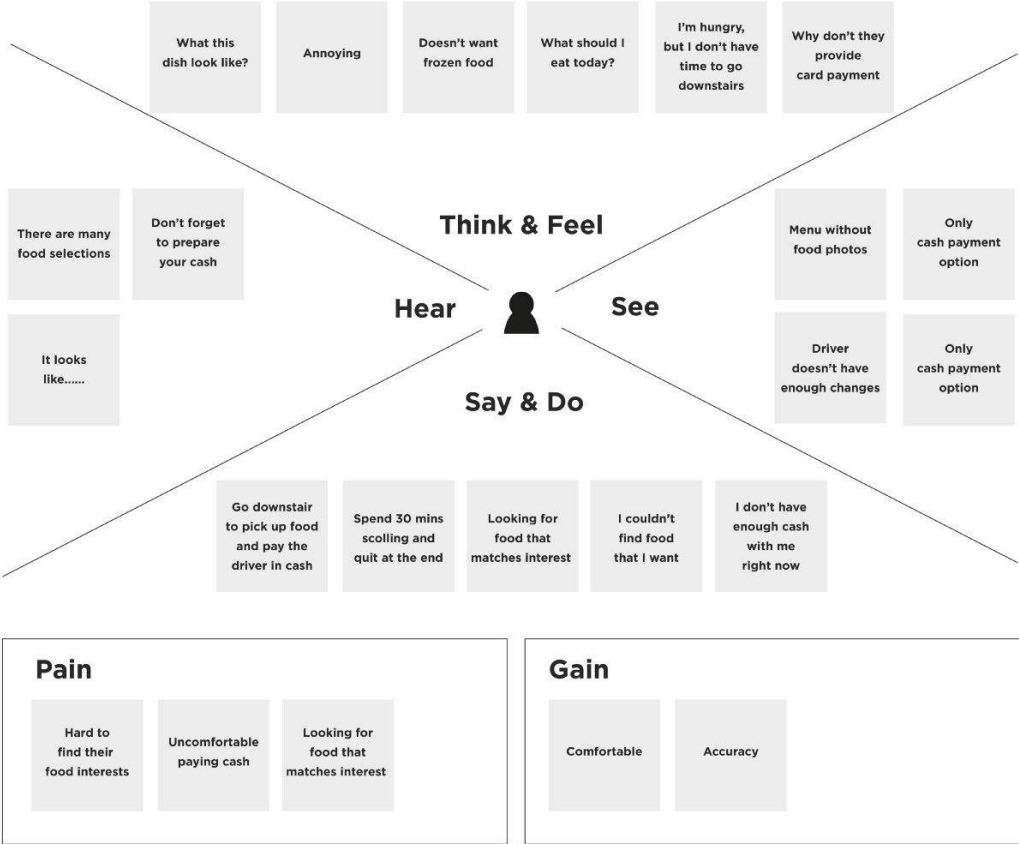 What this
dish look like?
Annoying
Doesn't want
frozen food
What should I
eat today?
I'm hungry,
but I don't have
time to go
downstairs
Why don't they
provide
card payment
Think & Feel
There are many
food selections
Don't forget
to prepare
your cash
It looks
like......
Hear
See
Menu without
food photos
Only
cash payment
option
Driver
doesn't have
enough changes
Only
cash payment
option
Say & Do
Go downstair
to pick up food
and pay the
driver in cash
Spend 30 mins
scolling and
quit at the end
Looking for
food that
matches interest
I couldn't
find food
that I want
I don't have
enough cash
with me
right now
Pain
Hard to
find their
food interests
Uncomfortable
paying cash
Looking for
food that
matches interest
Gain
Comfortable
Accuracy